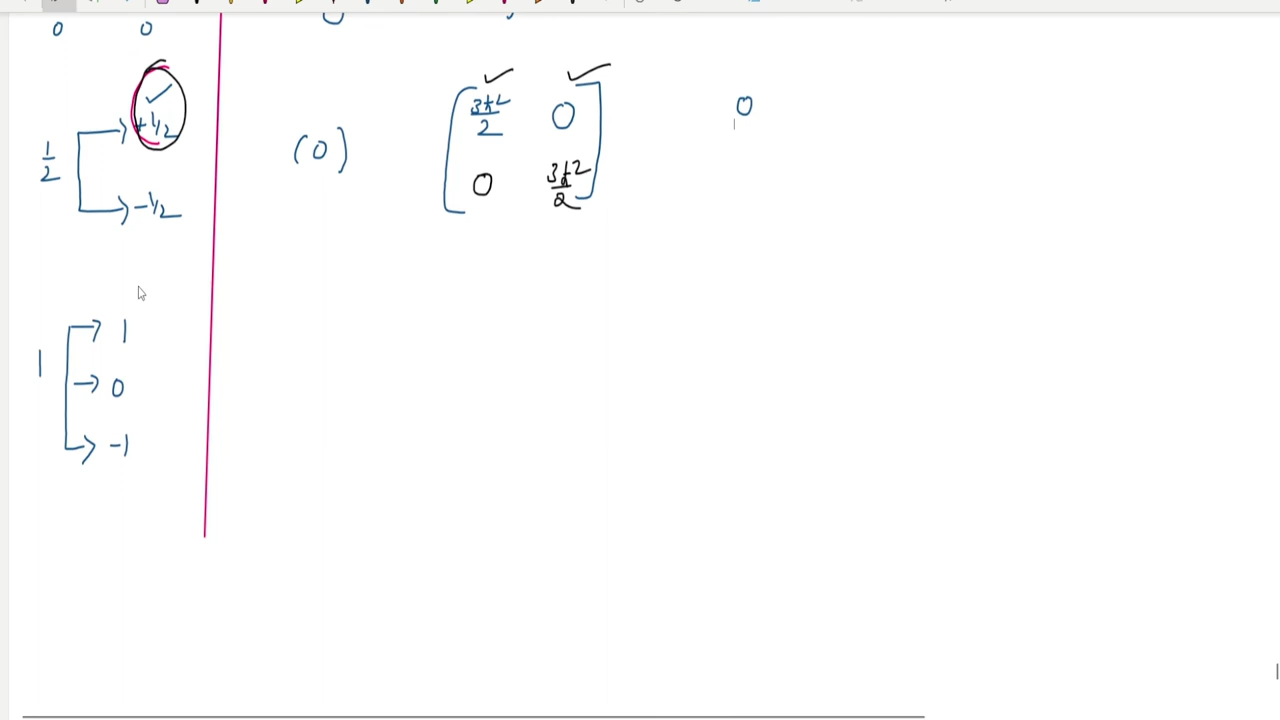 0 0
✓ ✓ ✓
1/2 +1/2 (0) [ 3ℏ²/2 0 0
-1/2 0 3ℏ²/2 ]
1 1
0
-1